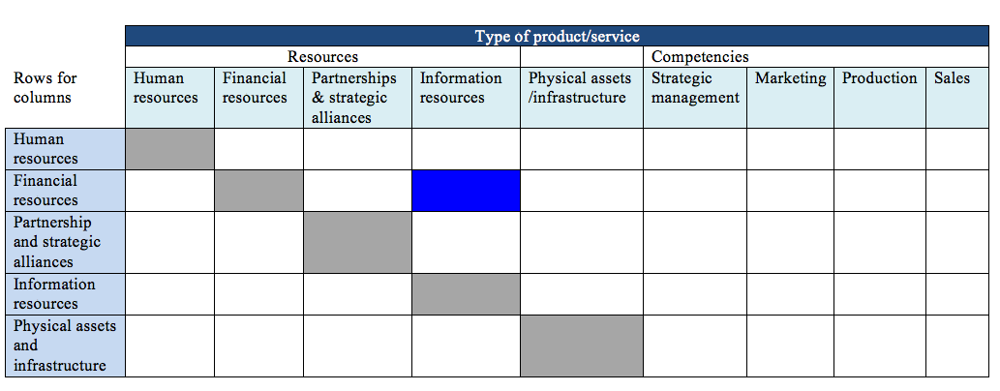 Type of product/service
Resources Competencies
Rows for columns
Human resources
Financial resources
Partnerships & strategic alliances
Information resources
Physical assets /infrastructure
Strategic management
Marketing
Production
Sales
Human
resources
Financial
resources
Partnership
and strategic
alliances
Information
resources
Physical assets
and
infrastructure